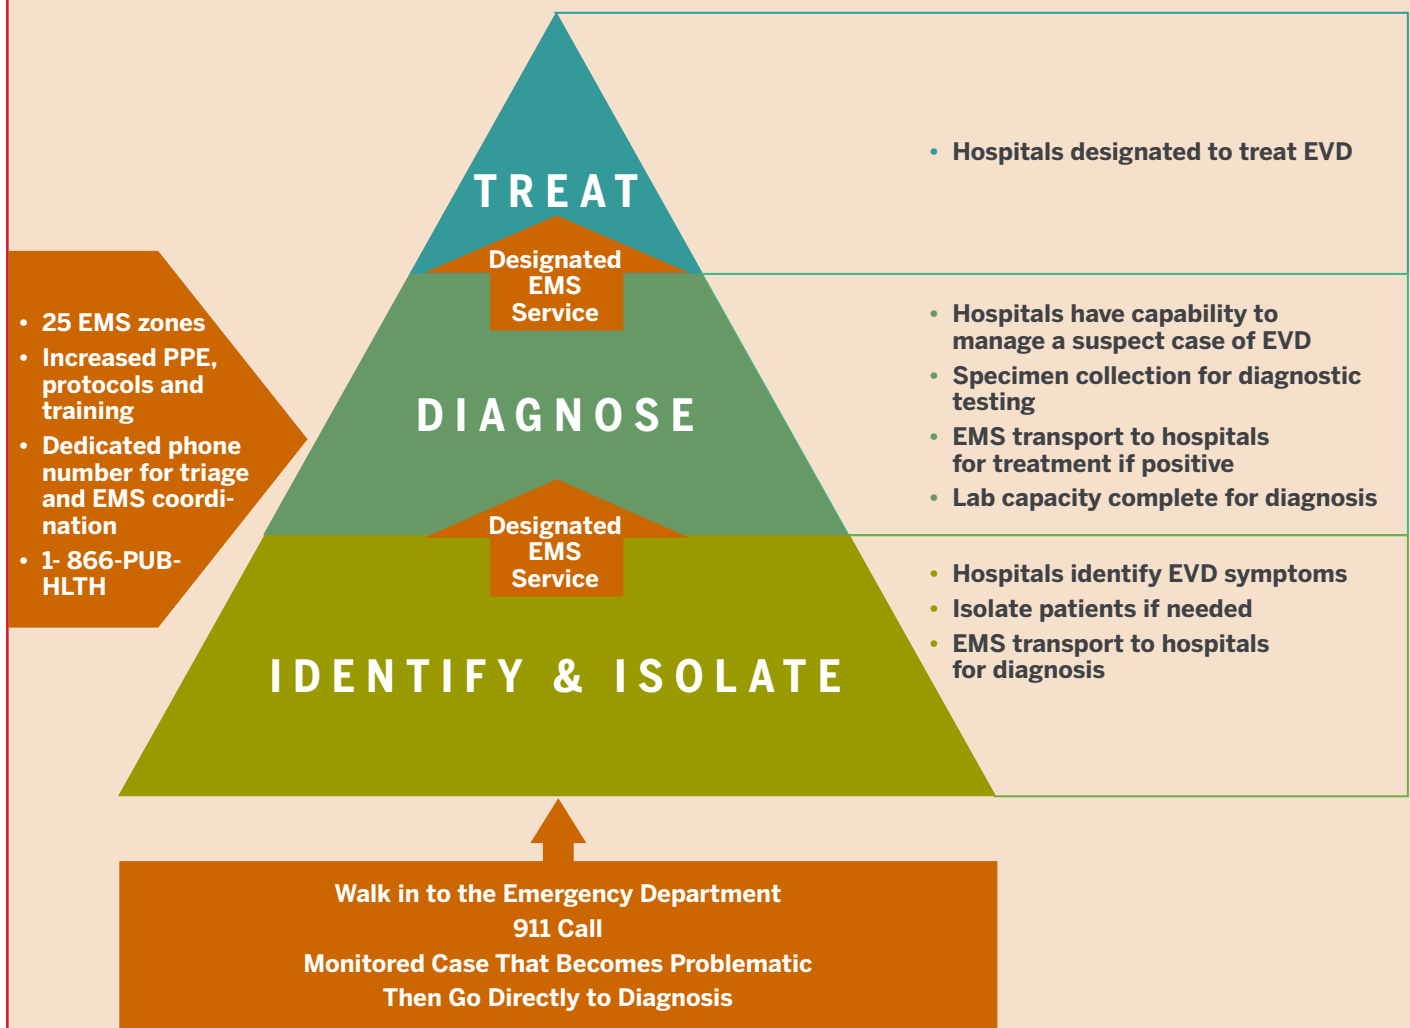 TREAT
Designated
EMS
Service
• Hospitals designated to treat EVD
• 25 EMS zones
• Increased PPE,
protocols and
training
• Dedicated phone
number for triage
and EMS coordi-
nation
• 1- 866-PUB-
HLTH
DIAGNOSE
Designated
EMS
Service
• Hospitals have capability to
manage a suspect case of EVD
• Specimen collection for diagnostic
testing
• EMS transport to hospitals
for treatment if positive
• Lab capacity complete for diagnosis
IDENTIFY & ISOLATE
• Hospitals identify EVD symptoms
• Isolate patients if needed
• EMS transport to hospitals
for diagnosis
Walk in to the Emergency Department
911 Call
Monitored Case That Becomes Problematic
Then Go Directly to Diagnosis